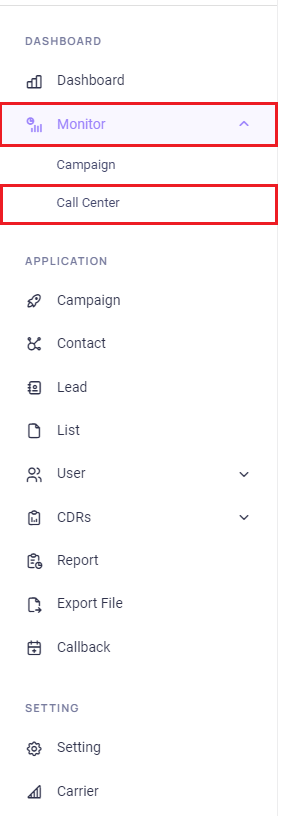 DASHBOARD
Dashboard
Monitor
Campaign
Call Center
APPLICATION
Campaign
Contact
Lead
List
User
CDRs
Report
Export File
Callback
SETTING
Setting
Carrier